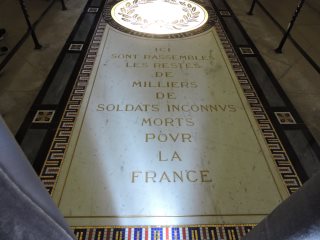 ICI
SONT RASSEMBLES
LES RESTES
DE
MILLIERS
DE
SOLDATS INCONNVS
MORTS
POVR
LA
FRANCE